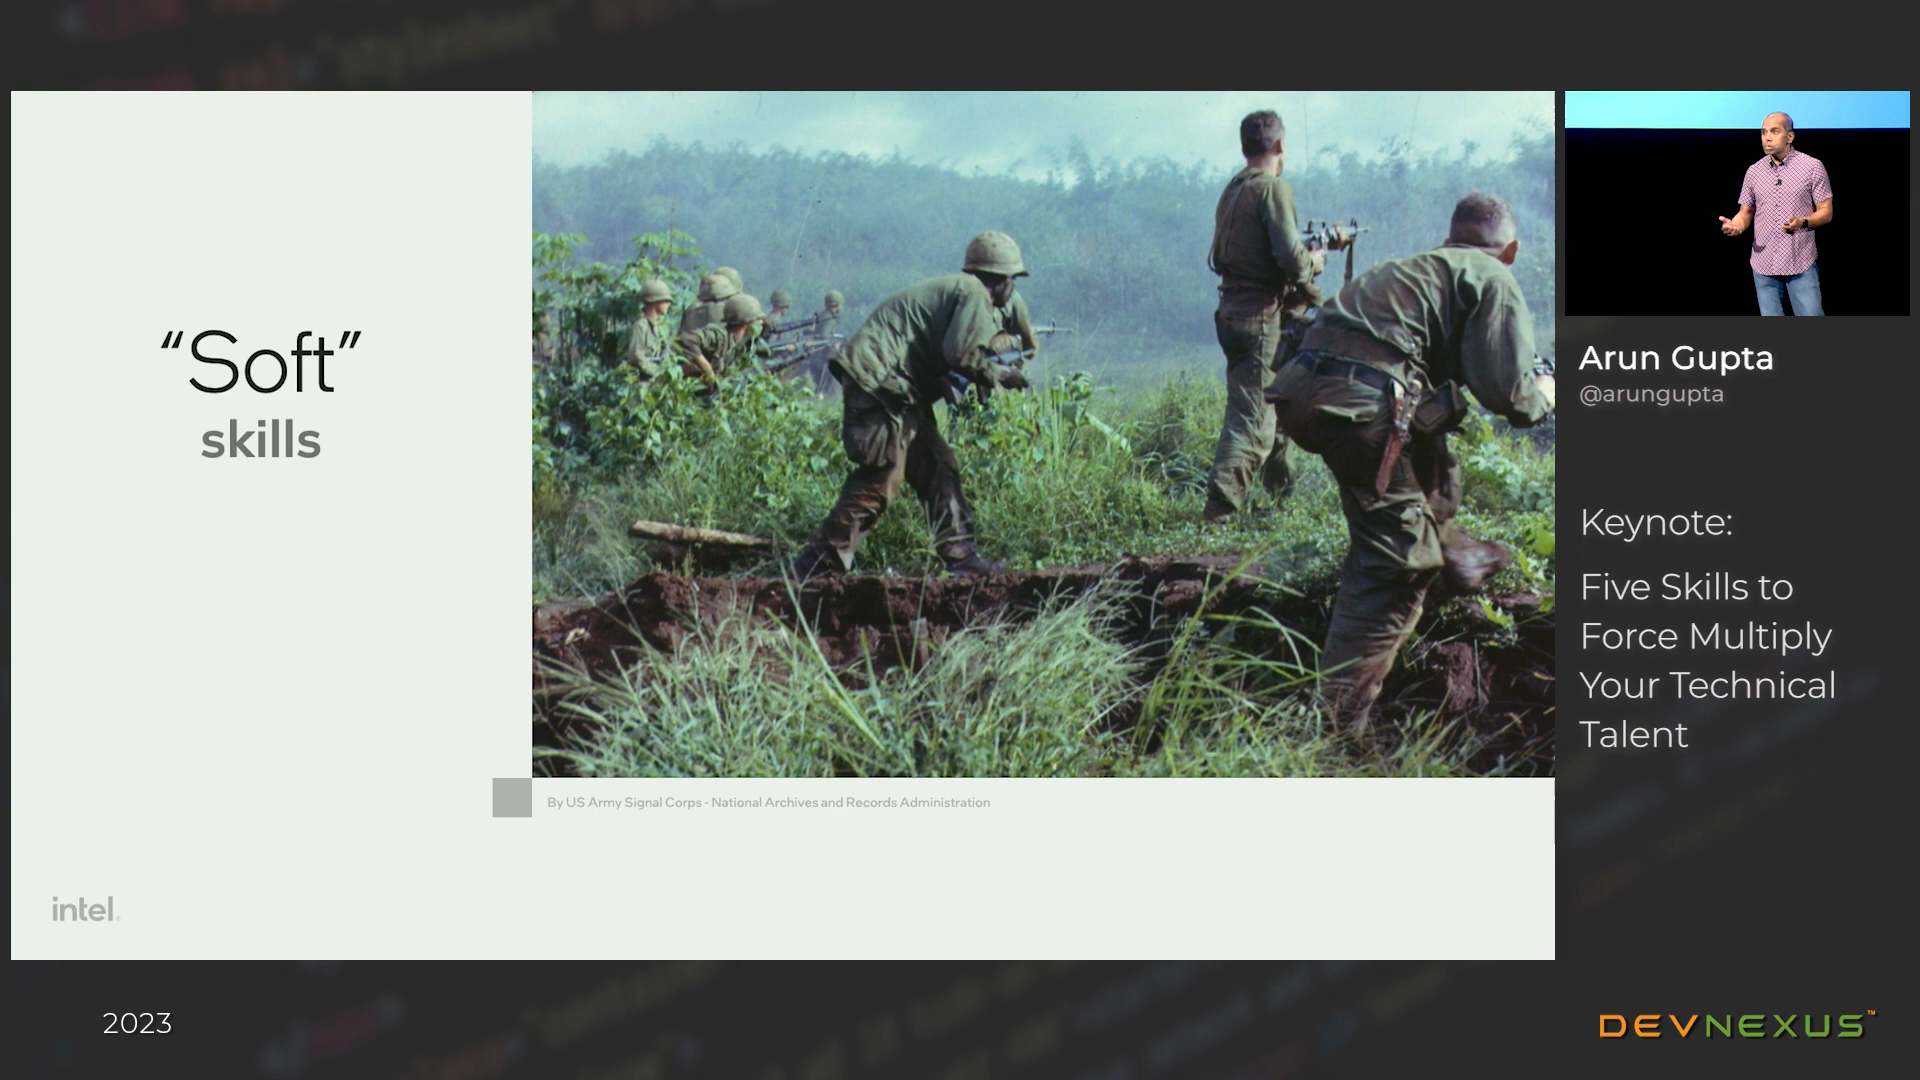 “Soft”
skills
By US Army Signal Corps - National Archives and Records Administration
intel.
Arun Gupta
@arungupta
Keynote:
Five Skills to
Force Multiply
Your Technical
Talent
2023
DEVNEXUS™